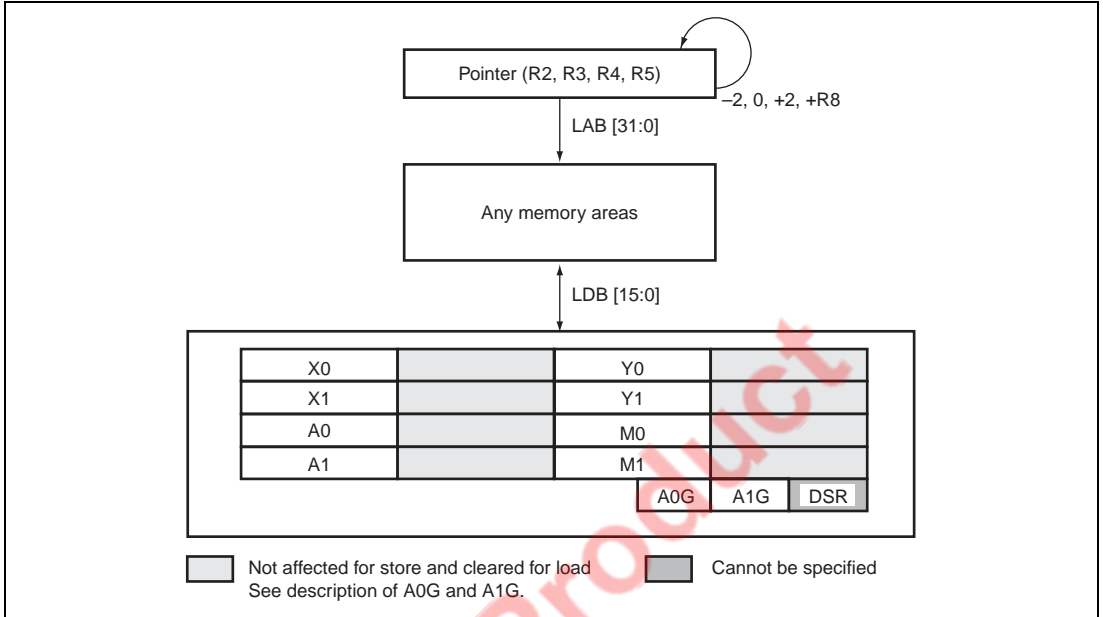 Pointer (R2, R3, R4, R5)
–2, 0, +2, +R8
LAB [31:0]
Any memory areas
LDB [15:0]
X0 Y0
X1 Y1
A0 M0
A1 M1
A0G A1G DSR
Not affected for store and cleared for load
See description of A0G and A1G.
Cannot be specified
Product